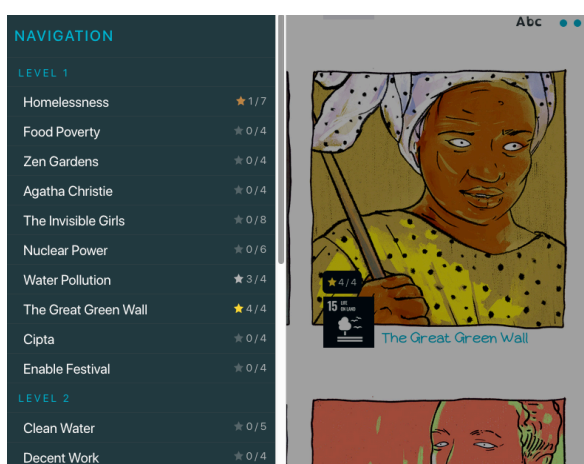 NAVIGATION
LEVEL 1
Homelessness 1/7
Food Poverty 0/4
Zen Gardens 0/4
Agatha Christie 0/4
The Invisible Girls 0/8
Nuclear Power 0/6
Water Pollution 3/4
The Great Green Wall 4/4
Cipta 0/4
Enable Festival 0/4
LEVEL 2
Clean Water 0/5
Decent Work 0/4
Abc
4/4
15 LIFE
ON LAND
The Great Green Wall